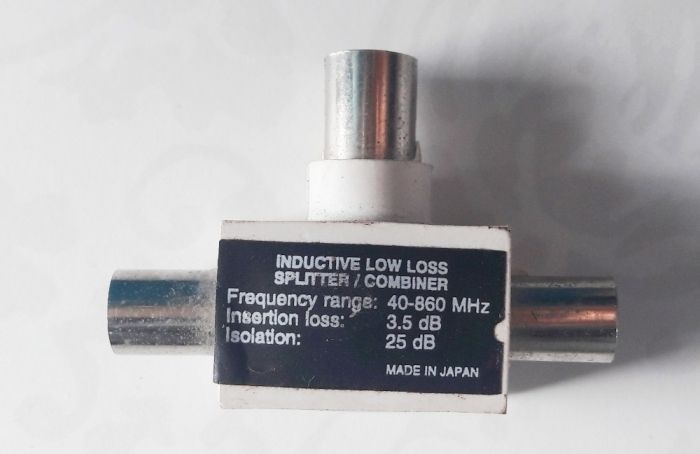 INDUCTIVE LOW LOSS
SPLITTER / COMBINER
Frequency range: 40-860 MHz
Insertion loss: 3.5 dB
Isolation: 25 dB
MADE IN JAPAN